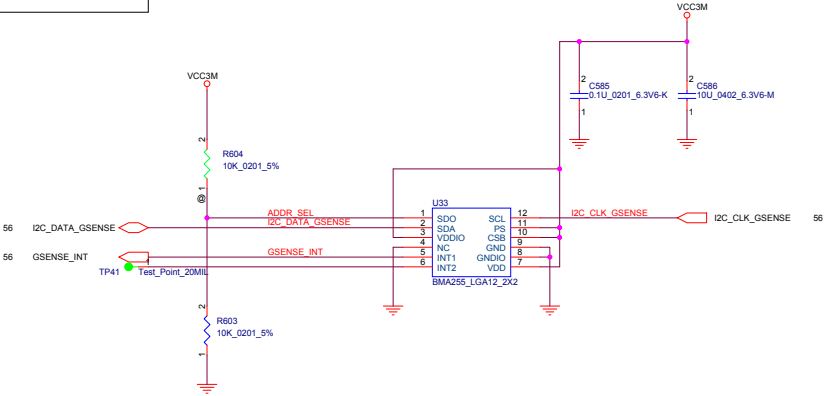 VCC3M
VCC3M
2
C585
0.1U_0201_6.3V6-K
1
2
C586
10U_0402_6.3V6-M
1
2
R604
10K_0201_5%
@ 1
U33
ADDR_SEL
I2C_DATA_GSENSE
GSENSE_INT
1 SDO
2 SDA
3 VDDIO
4 NC
5 INT1
6 INT2
SCL 12
PS 11
CSB 10
GND 9
GNDIO 8
VDD 7
BMA255_LGA12_2X2
I2C_CLK_GSENSE
I2C_CLK_GSENSE 56
56 I2C_DATA_GSENSE
56 GSENSE_INT
TP41 1 Test_Point_20MIL
2
R603
10K_0201_5%
1